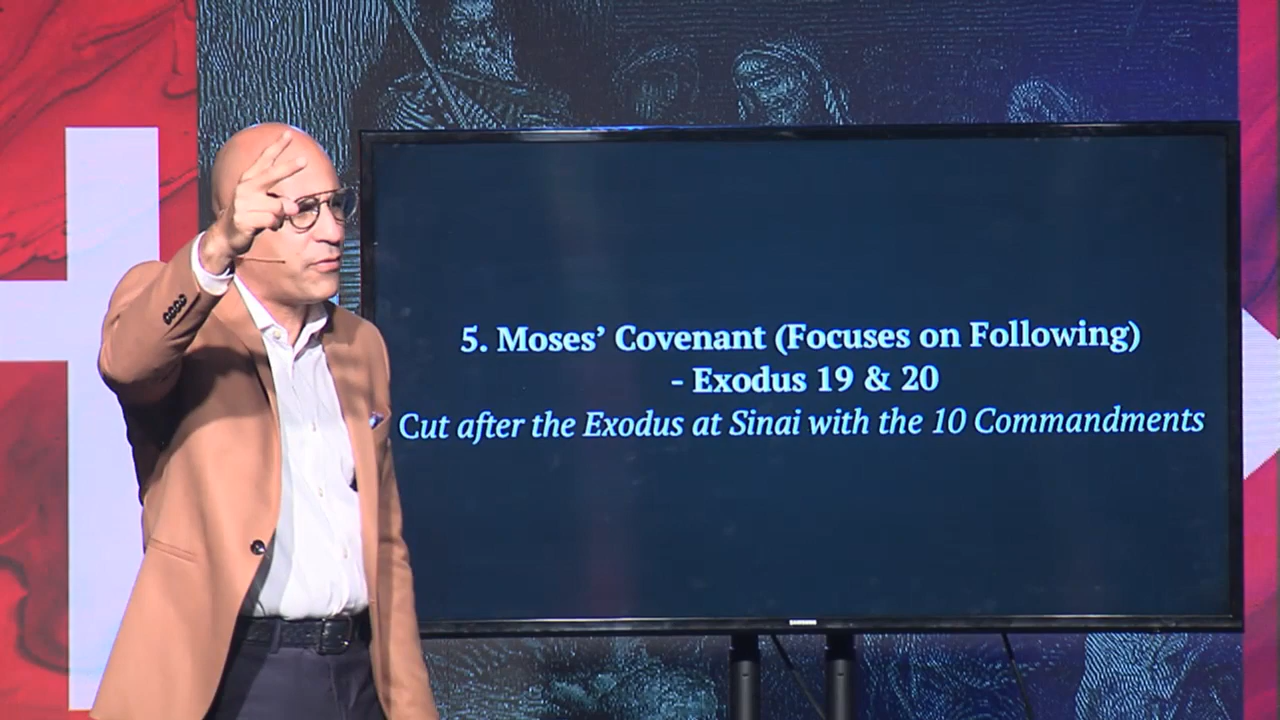 5. Moses’ Covenant (Focuses on Following)
- Exodus 19 & 20
Cut after the Exodus at Sinai with the 10 Commandments
SAMSUNG